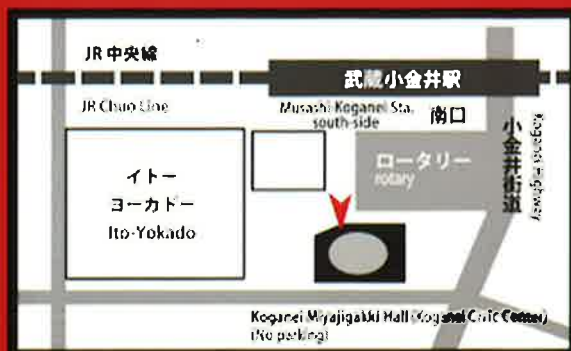 JR中央線
武蔵小金井駅
JR Chuo Line
Musashi-Koganei Sta.
south-side
南口
小金井街道
Koganei Highway
ロータリー
rotary
イトー
ヨーカドー
Ito-Yokado
Koganei Miyajigakki Hall (Koganei Civic Center)
(No parking)